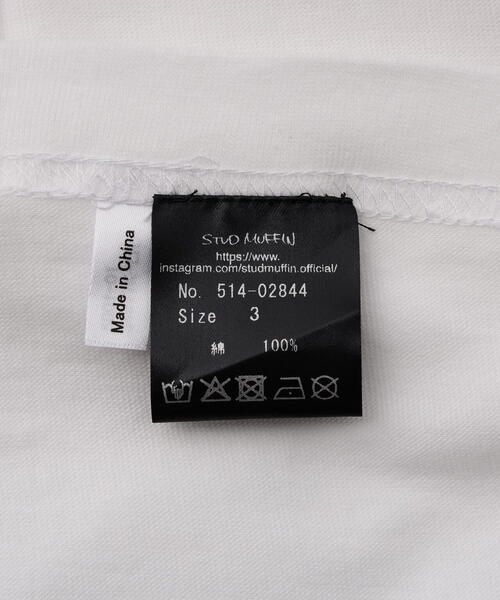 STUD MUFFIN
https://www.
instagram.com/studmuffin.official/
No. 514-02844
Size 3
綿 100%
Made in China